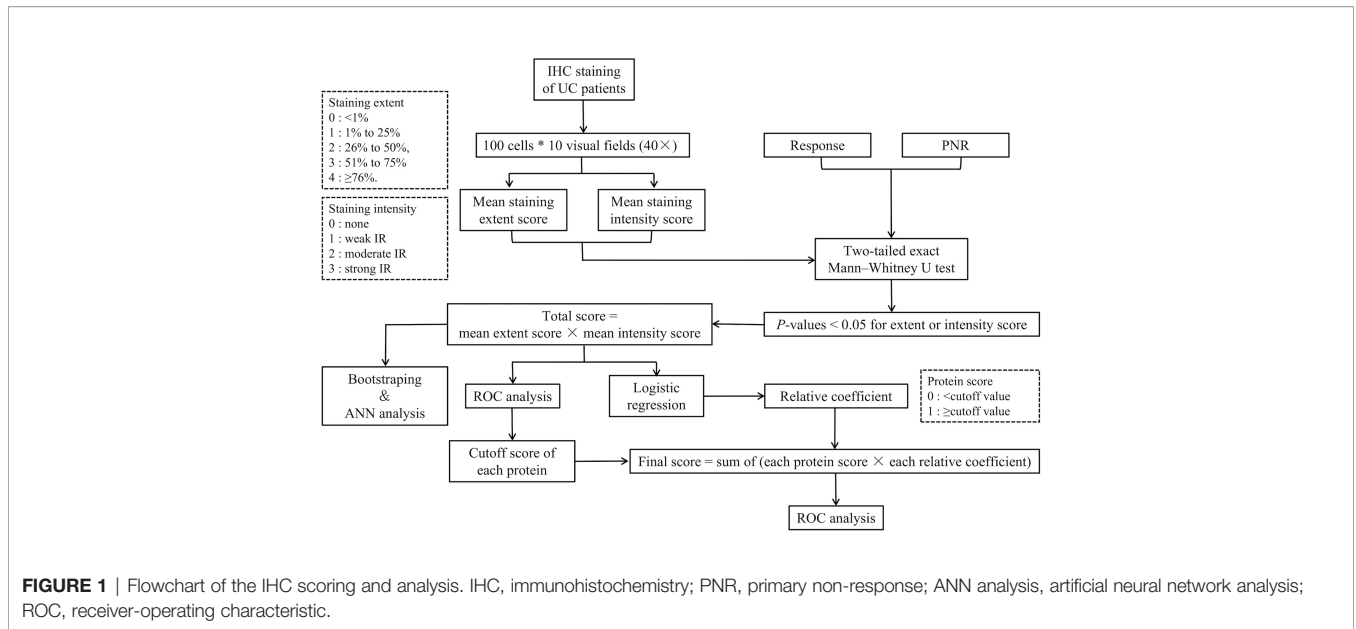 IHC staining
of UC patients
Staining extent
0 : <1%
1 : 1% to 25%
2 : 26% to 50%,
3 : 51% to 75%
4 : ≥76%.
100 cells * 10 visual fields (40×)
Response
PNR
Staining intensity
0 : none
1 : weak IR
2 : moderate IR
3 : strong IR
Mean staining
extent score
Mean staining
intensity score
Two-tailed exact
Mann–Whitney U test
Total score =
mean extent score × mean intensity score
P-values < 0.05 for extent or intensity score
Bootstraping
&
ANN analysis
ROC analysis
Logistic
regression
Relative coefficient
Protein score
0 : <cutoff value
1 : ≥cutoff value
Cutoff score of
each protein
Final score = sum of (each protein score × each relative coefficient)
ROC analysis
FIGURE 1 | Flowchart of the IHC scoring and analysis. IHC, immunohistochemistry; PNR, primary non-response; ANN analysis, artificial neural network analysis;
ROC, receiver-operating characteristic.